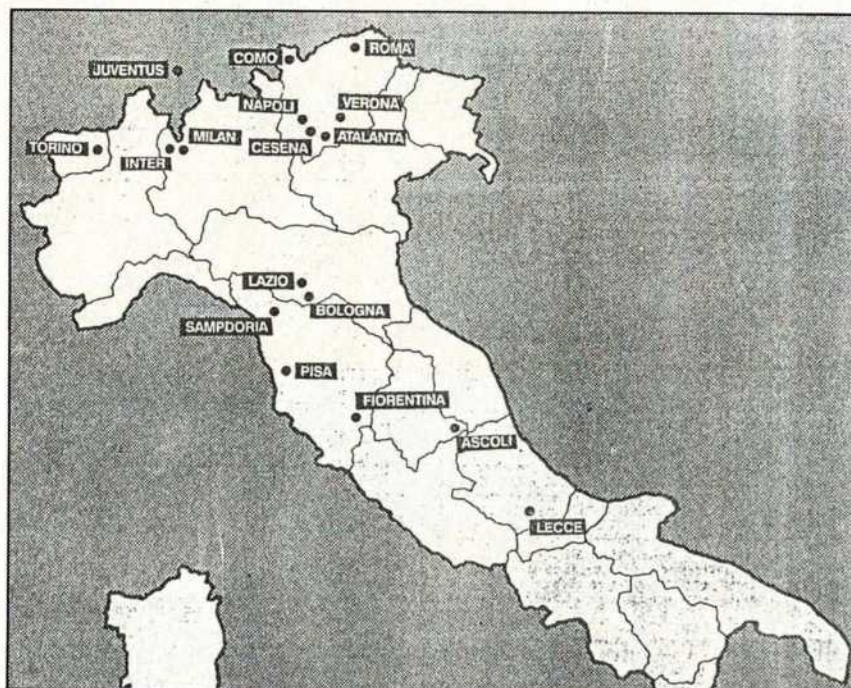 ROMA
COMO
JUVENTUS
NAPOLI
VERONA
CESENA
ATALANTA
TORINO
INTER
MILAN
LAZIO
BOLOGNA
SAMPDORIA
PISA
FIORENTINA
ASCOLI
LECCE